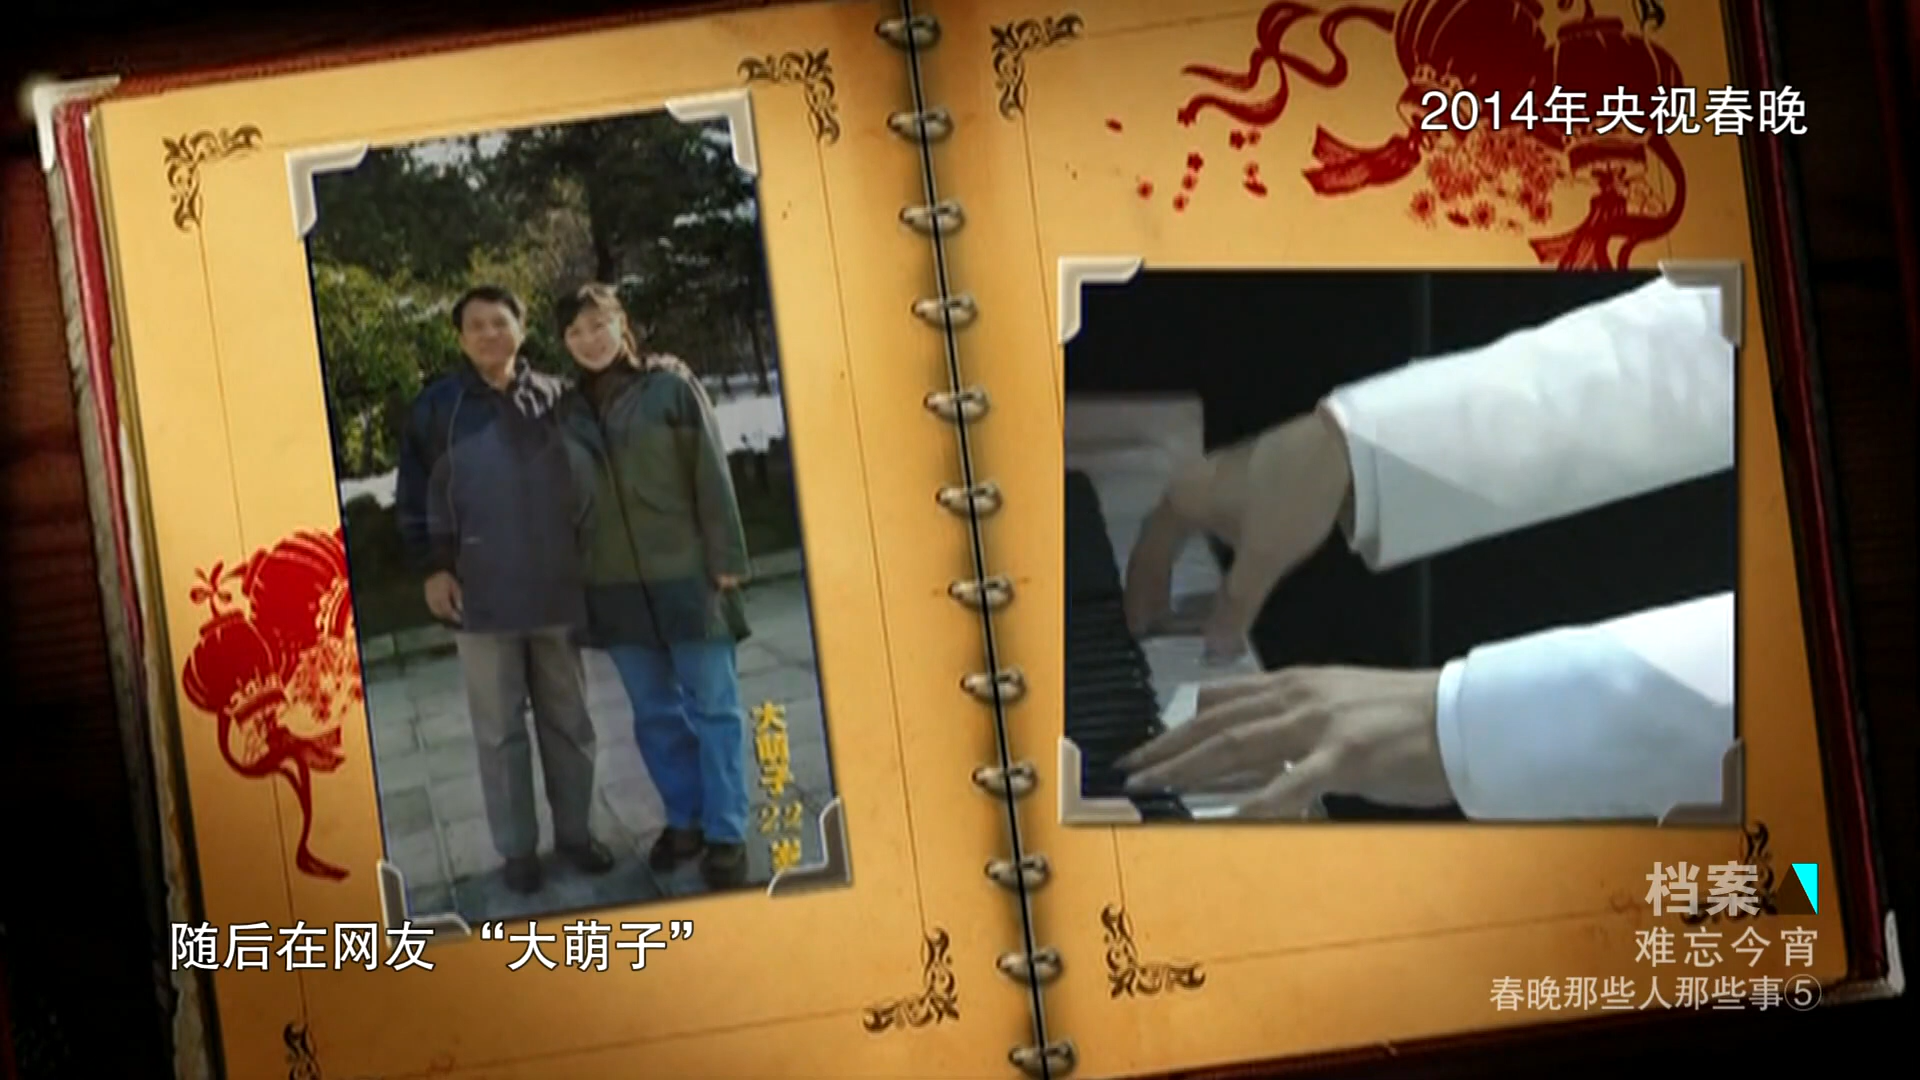 2014年央视春晚
大萌子22岁
随后在网友 “大萌子”
档案
难忘今宵
春晚那些人那些事⑤